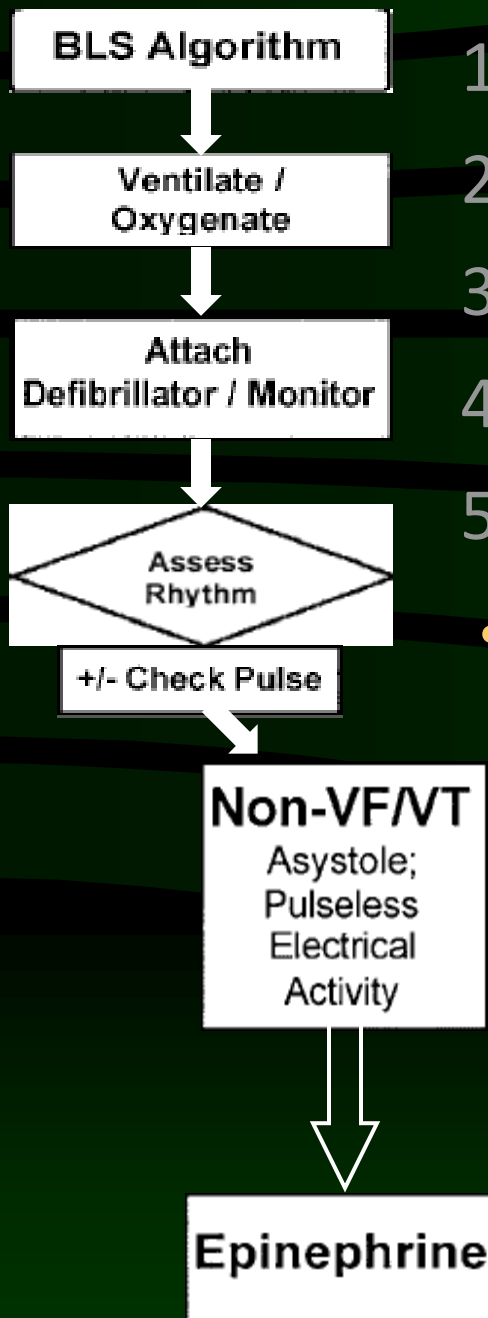 BLS Algorithm
1
Ventilate /
Oxygenate
2
3
Attach
Defibrillator / Monitor
4
5
Assess
Rhythm
+/- Check Pulse
Non-VF/VT
Asystole;
Pulseless
Electrical
Activity
Epinephrine